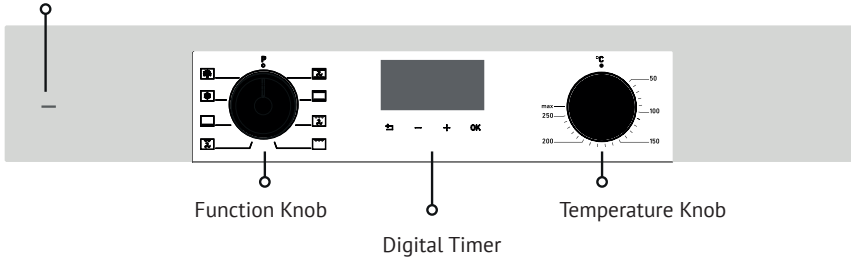 P
°C
50
max
250
100
200
150
− + OK
Function Knob
Temperature Knob
Digital Timer